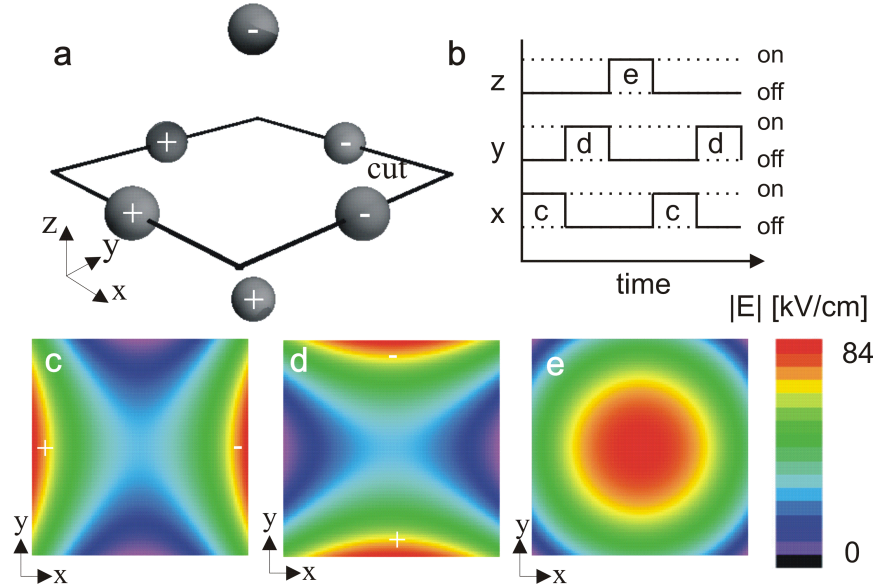 a
-
+
-
cut
+
-
+
z
y
x
b
z
e
on
off
y
d
d
on
off
x
c
c
on
off
time
|E| [kV/cm]
84
0
c
+
-
y
x
d
-
+
y
x
e
y
x